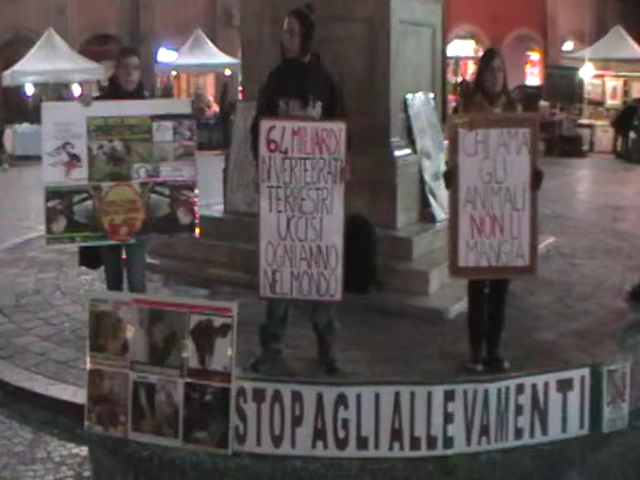 64 MILIARDI
DI VERTEBRATI
TERRESTRI
UCCISI
OGNI ANNO
NEL MONDO
CHI AMA
GLI
ANIMALI
NON LI
MANGIA
STOP AGLI ALLEVAMENTI